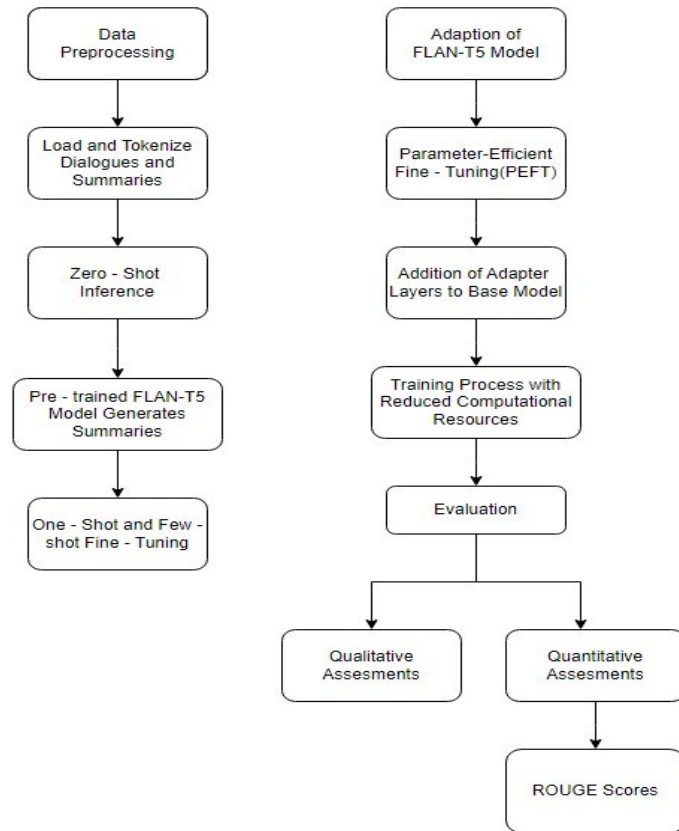 Data
Preprocessing
Load and Tokenize
Dialogues and
Summaries
Zero - Shot
Inference
Pre - trained FLAN-T5
Model Generates
Summaries
One - Shot and Few -
shot Fine - Tuning
Adaption of
FLAN-T5 Model
Parameter-Efficient
Fine - Tuning(PEFT)
Addition of Adapter
Layers to Base Model
Training Process with
Reduced Computational
Resources
Evaluation
Qualitative
Assesments
Quantitative
Assesments
ROUGE Scores